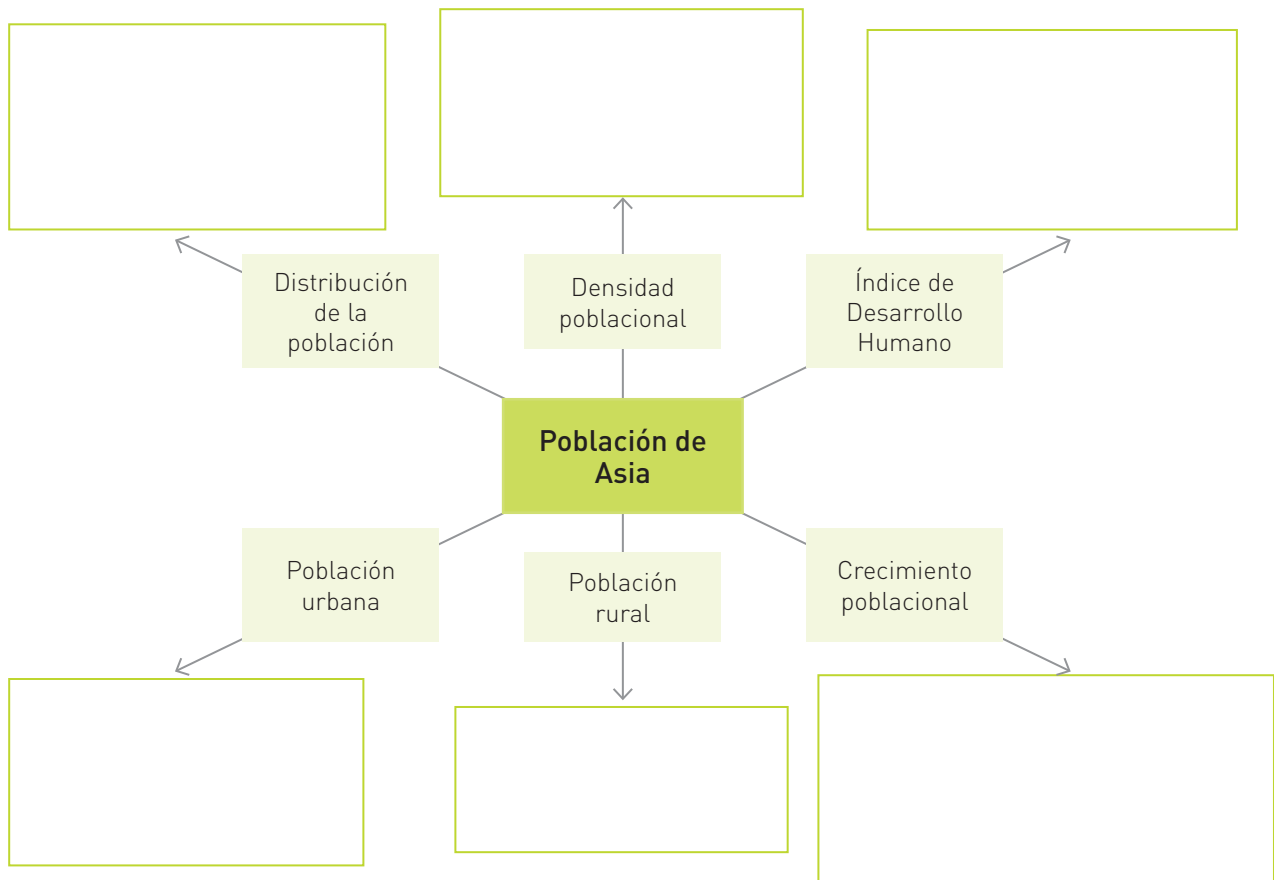 Distribución
de la
población
Densidad
poblacional
Índice de
Desarrollo
Humano
Población de
Asia
Población
urbana
Población
rural
Crecimiento
poblacional